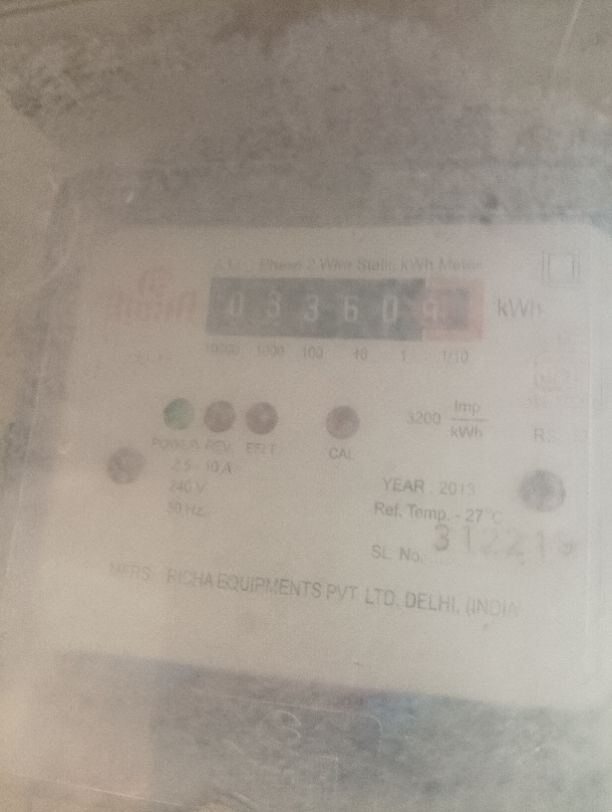 Phase 2 Wire Static kWh Meter
0 3 3 6 0 9 kWh
10000 1000 100 10 1 1/10
3200 Imp/kWh
POWER REV. E/LT
CAL
2.5 - 10 A
240 V
50 Hz.
YEAR : 2013
Ref. Temp. - 27°C
SL. No. 31221
MFRS. RICHA EQUIPMENTS PVT. LTD. DELHI. (INDIA